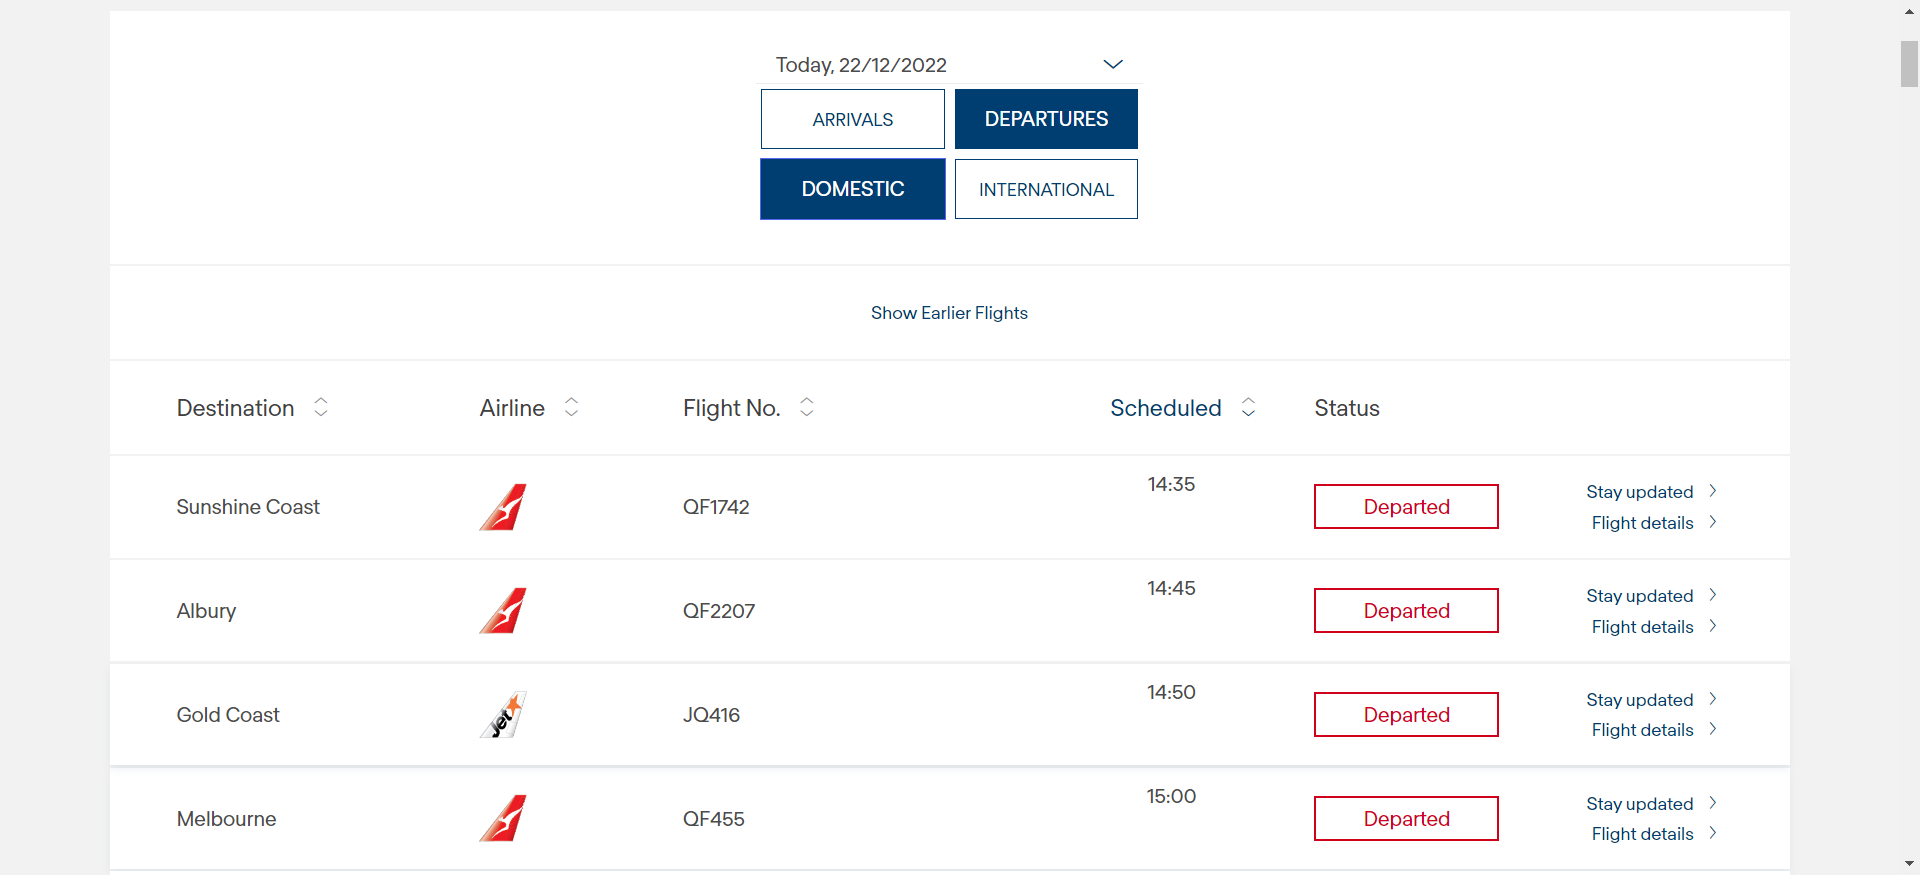 Today, 22/12/2022
ARRIVALS DEPARTURES
DOMESTIC INTERNATIONAL
Show Earlier Flights
Destination Airline Flight No. Scheduled Status
Sunshine Coast QF1742 14:35 Departed Stay updated
Flight details
Albury QF2207 14:45 Departed Stay updated
Flight details
Gold Coast Jet JQ416 14:50 Departed Stay updated
Flight details
Melbourne QF455 15:00 Departed Stay updated
Flight details